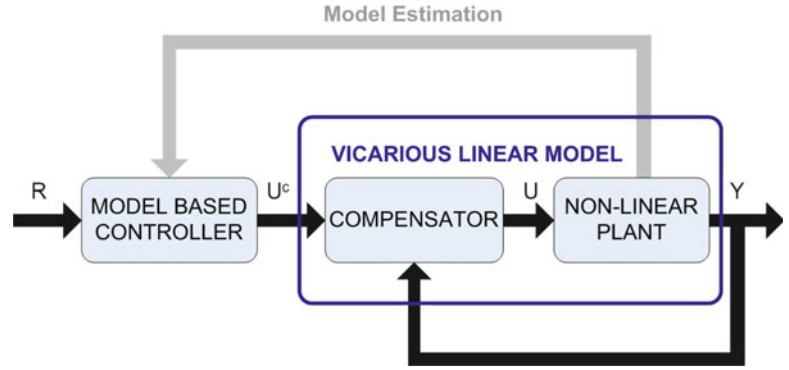 Model Estimation
VICARIOUS LINEAR MODEL
R
MODEL BASED
CONTROLLER
Uᶜ
COMPENSATOR
U
NON-LINEAR
PLANT
Y